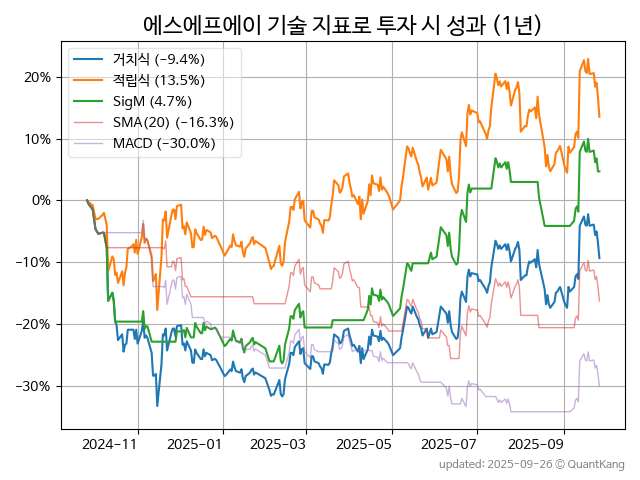 에스에프에이 기술 지표로 투자 시 성과 (1년)
거치식 (−9.4%)
적립식 (13.5%)
SigM (4.7%)
SMA(20) (−16.3%)
MACD (−30.0%)
20%
10%
0%
−10%
−20%
−30%
2024−11 2025−01 2025−03 2025−05 2025−07 2025−09
updated: 2025−09−26 © QuantKang